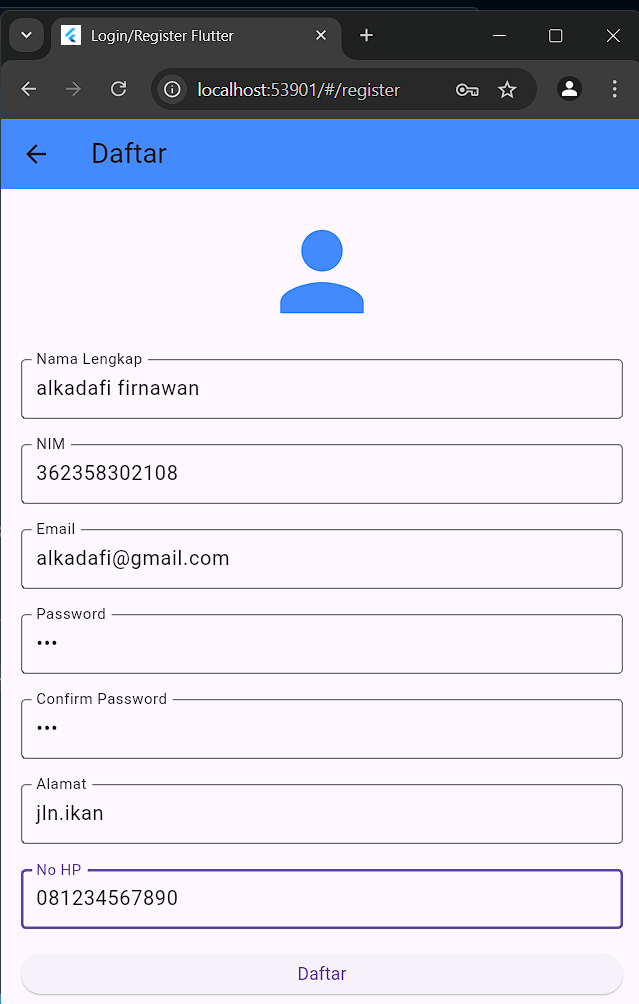 Login/Register Flutter
localhost:53901/#/register
Daftar
Nama Lengkap
alkadafi firnawan
NIM
362358302108
Email
alkadafi@gmail.com
Password
•••
Confirm Password
•••
Alamat
jln.ikan
No HP
081234567890
Daftar